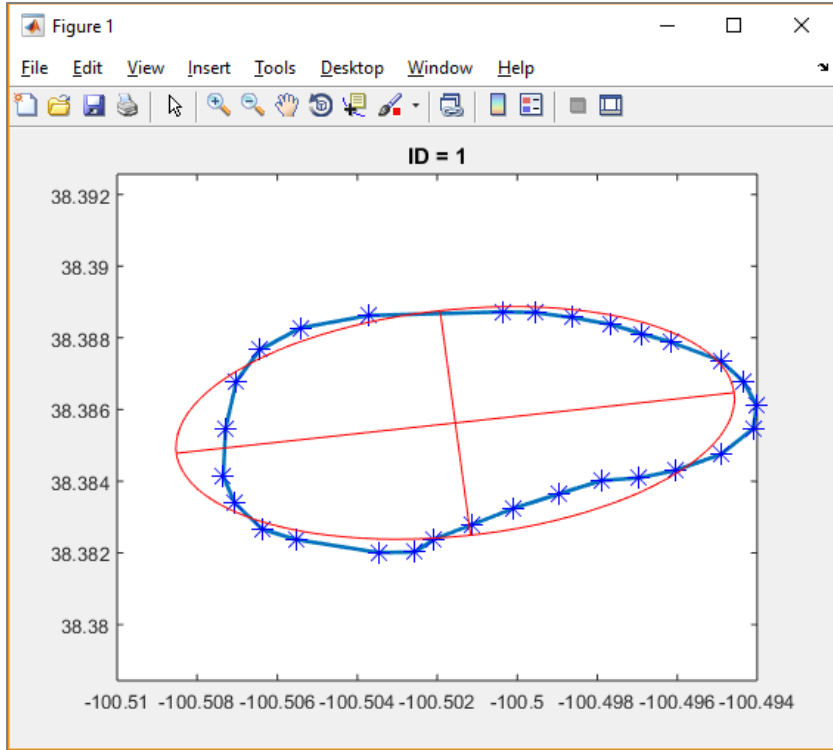 Figure 1
File Edit View Insert Tools Desktop Window Help
ID = 1
38.392
38.39
38.388
38.386
38.384
38.382
38.38
-100.51 -100.508 -100.506 -100.504 -100.502 -100.5 -100.498 -100.496 -100.494